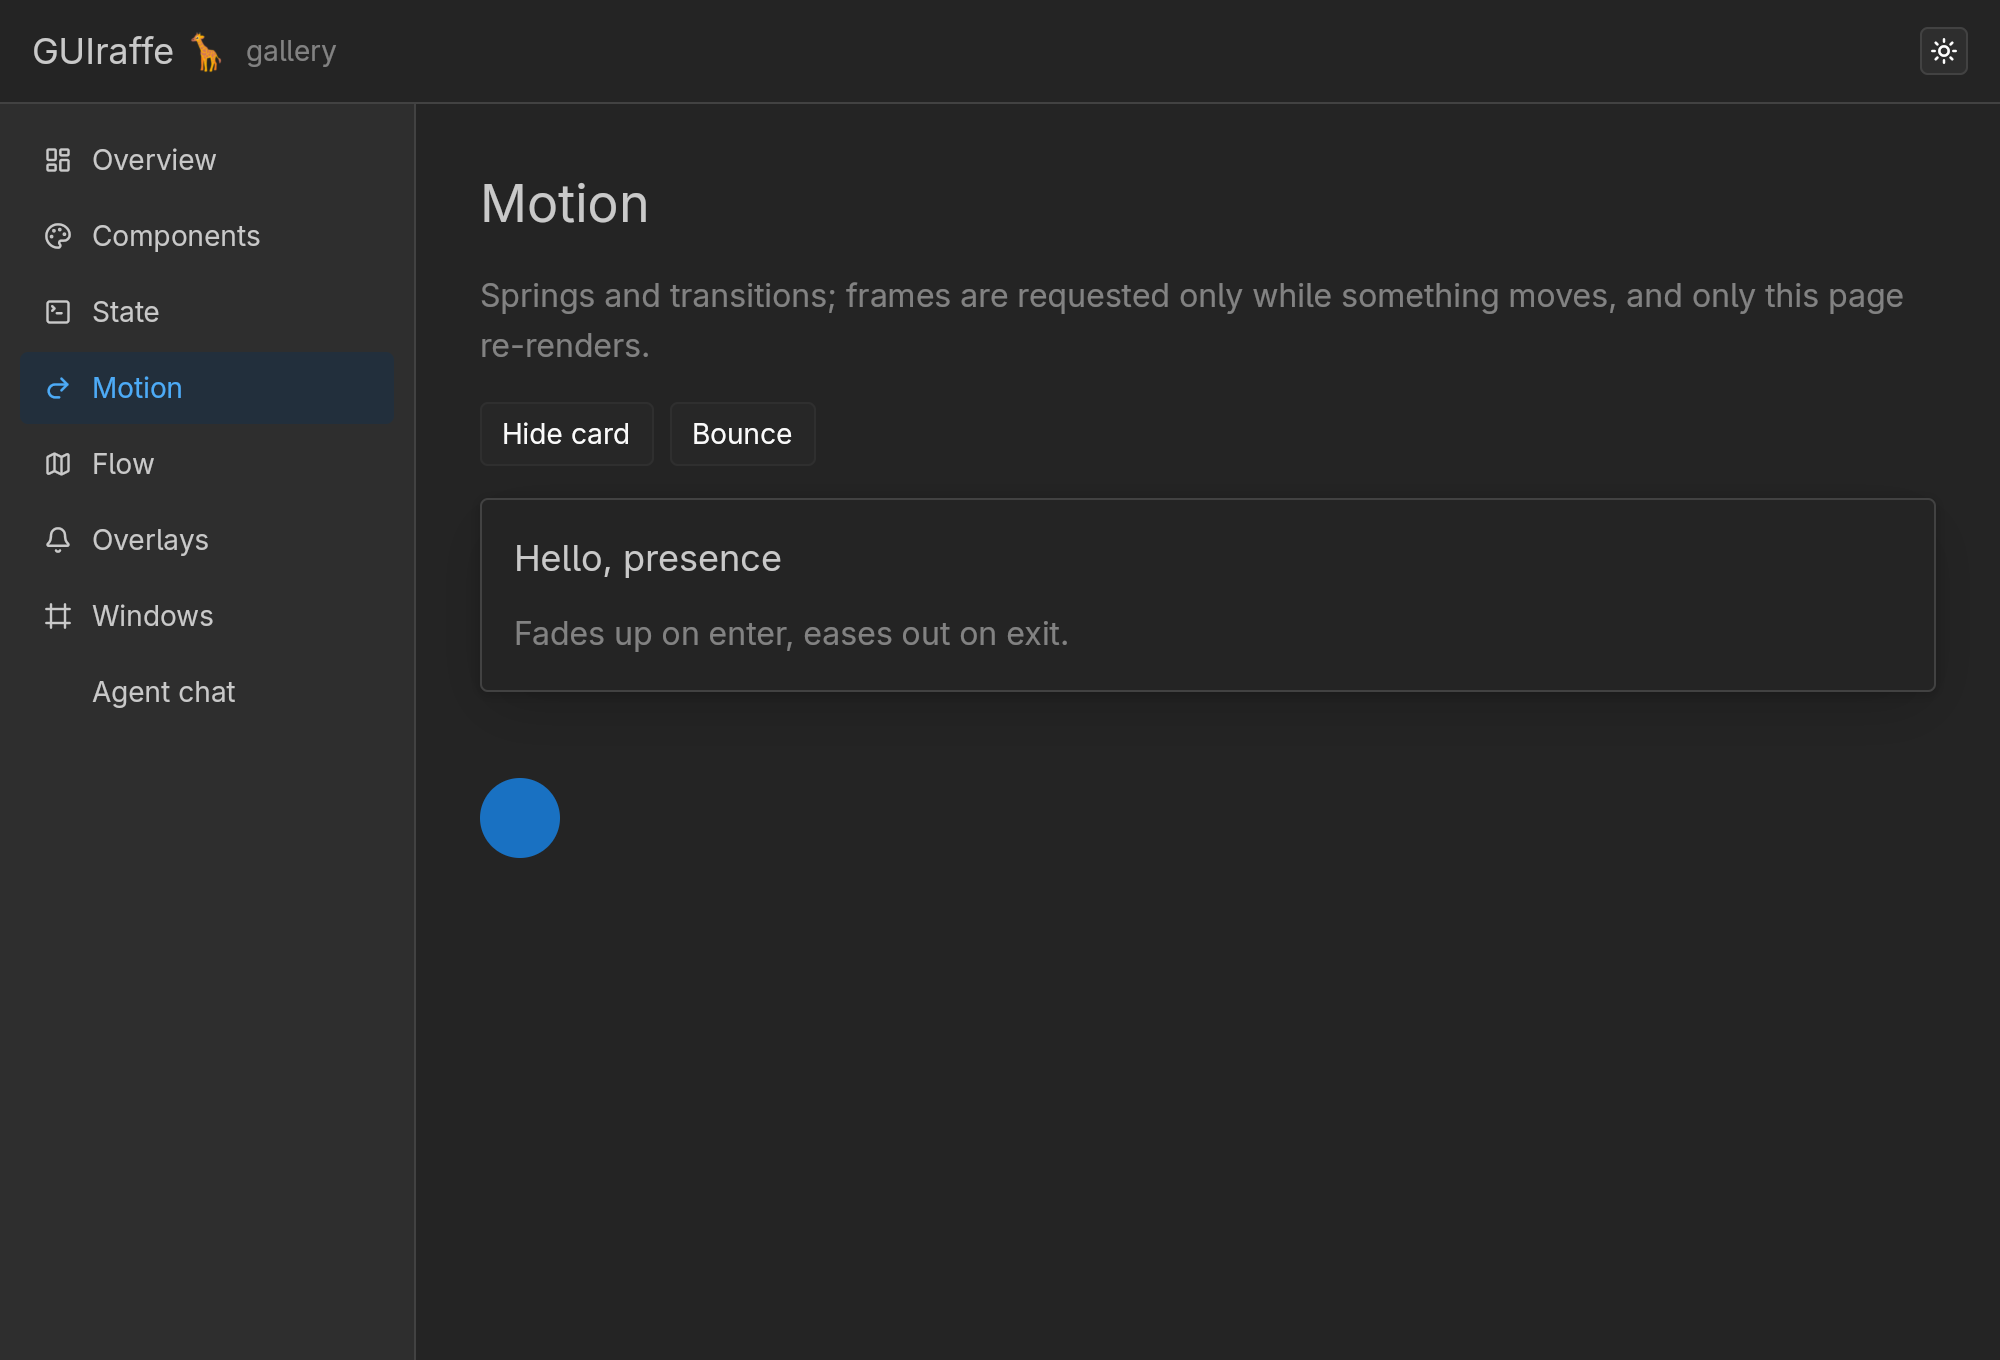 GUIraffe 🦒 gallery
Overview
Components
State
Motion
Flow
Overlays
Windows
Agent chat
Motion
Springs and transitions; frames are requested only while something moves, and only this page
re-renders.
Hide card
Bounce
Hello, presence
Fades up on enter, eases out on exit.